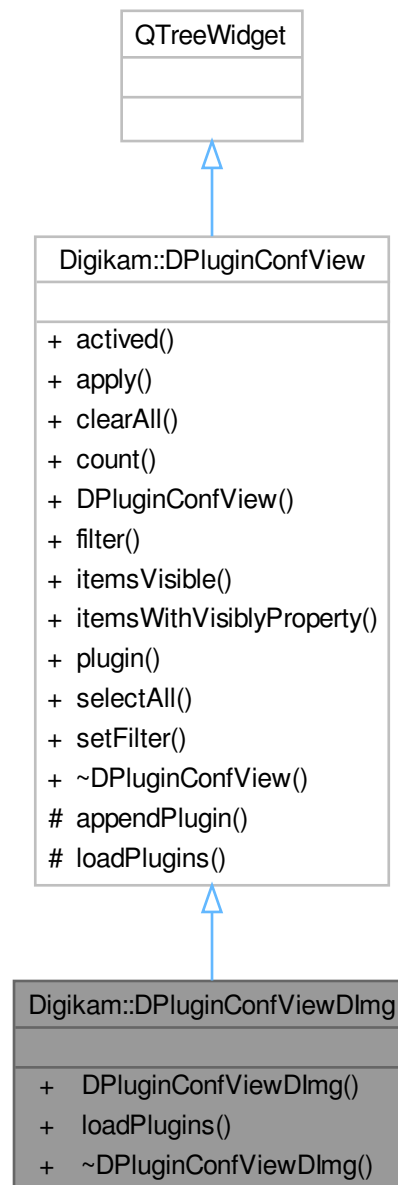 QTreeWidget
Digikam::DPluginConfView
+ actived()
+ apply()
+ clearAll()
+ count()
+ DPluginConfView()
+ filter()
+ itemsVisible()
+ itemsWithVisiblyProperty()
+ plugin()
+ selectAll()
+ setFilter()
+ ~DPluginConfView()
# appendPlugin()
# loadPlugins()
Digikam::DPluginConfViewDImg
+ DPluginConfViewDImg()
+ loadPlugins()
+ ~DPluginConfViewDImg()